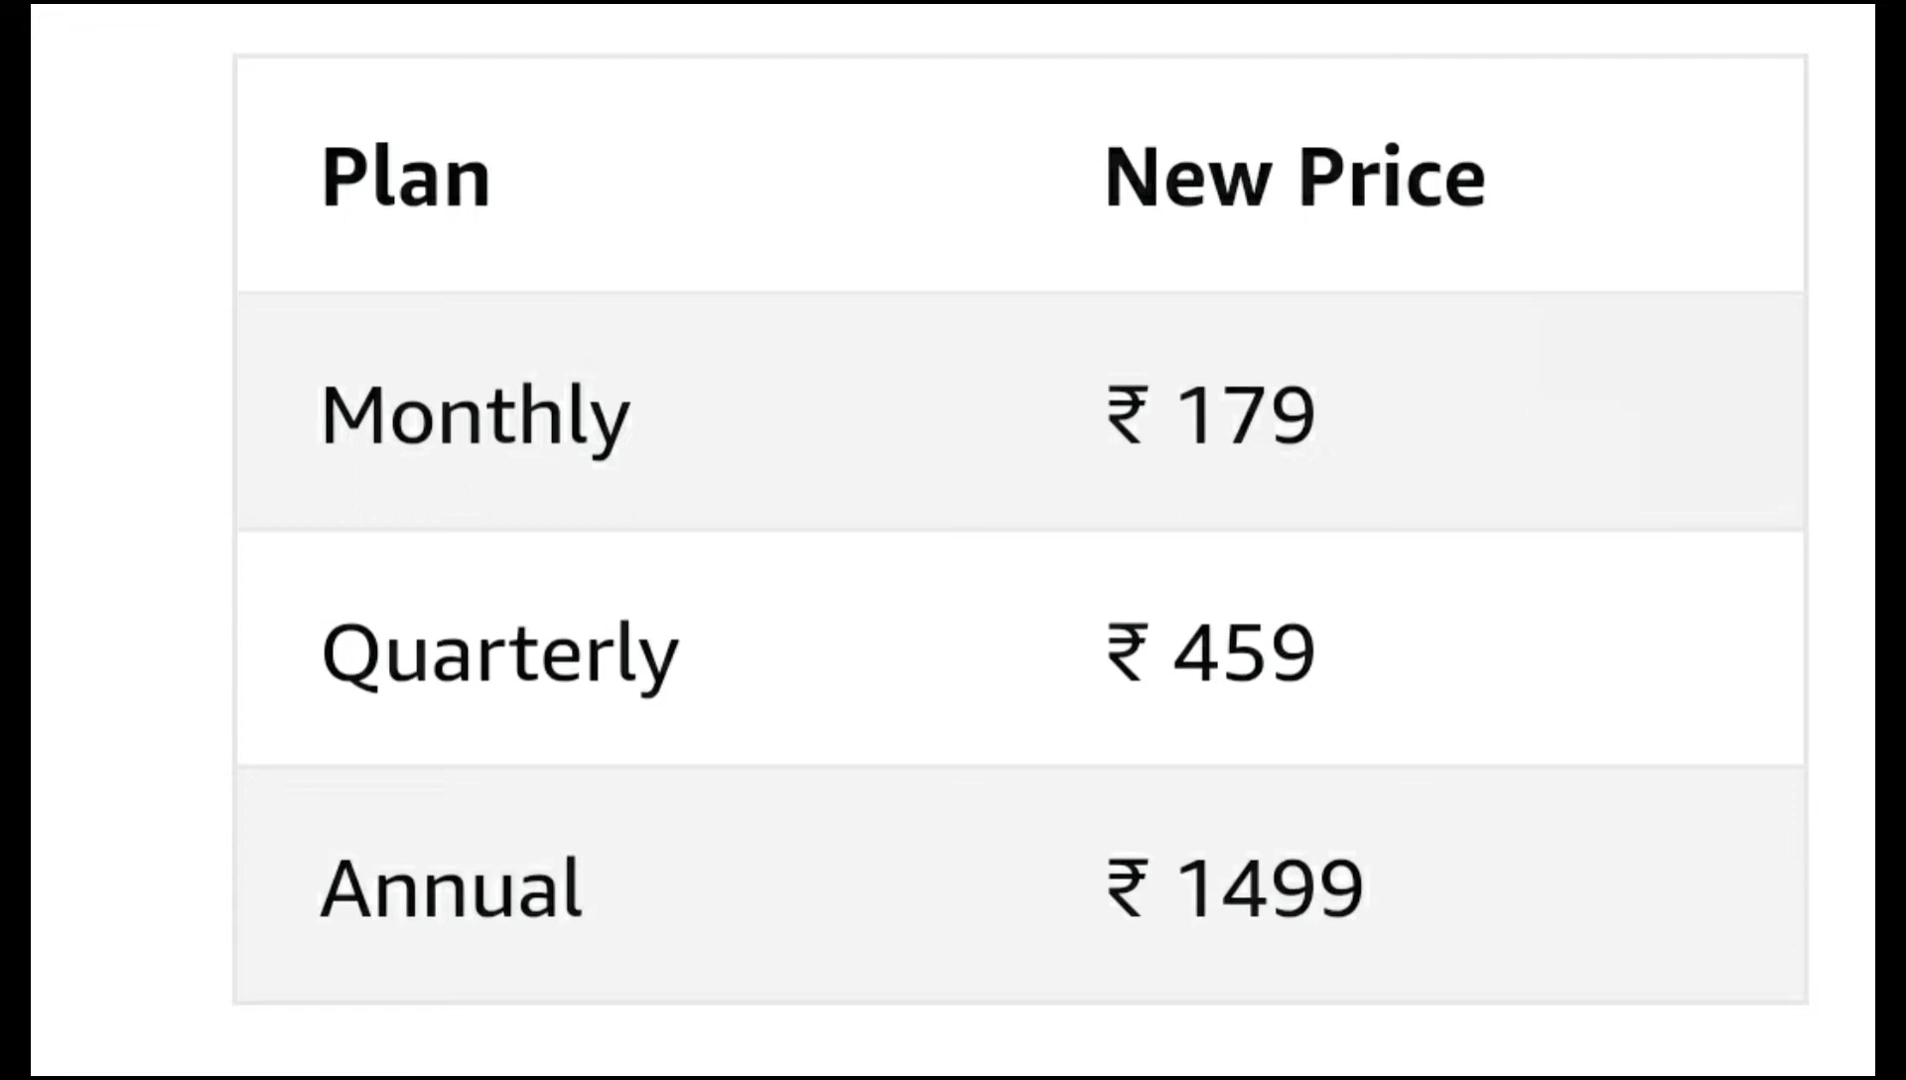 Plan New Price
Monthly ₹ 179
Quarterly ₹ 459
Annual ₹ 1499